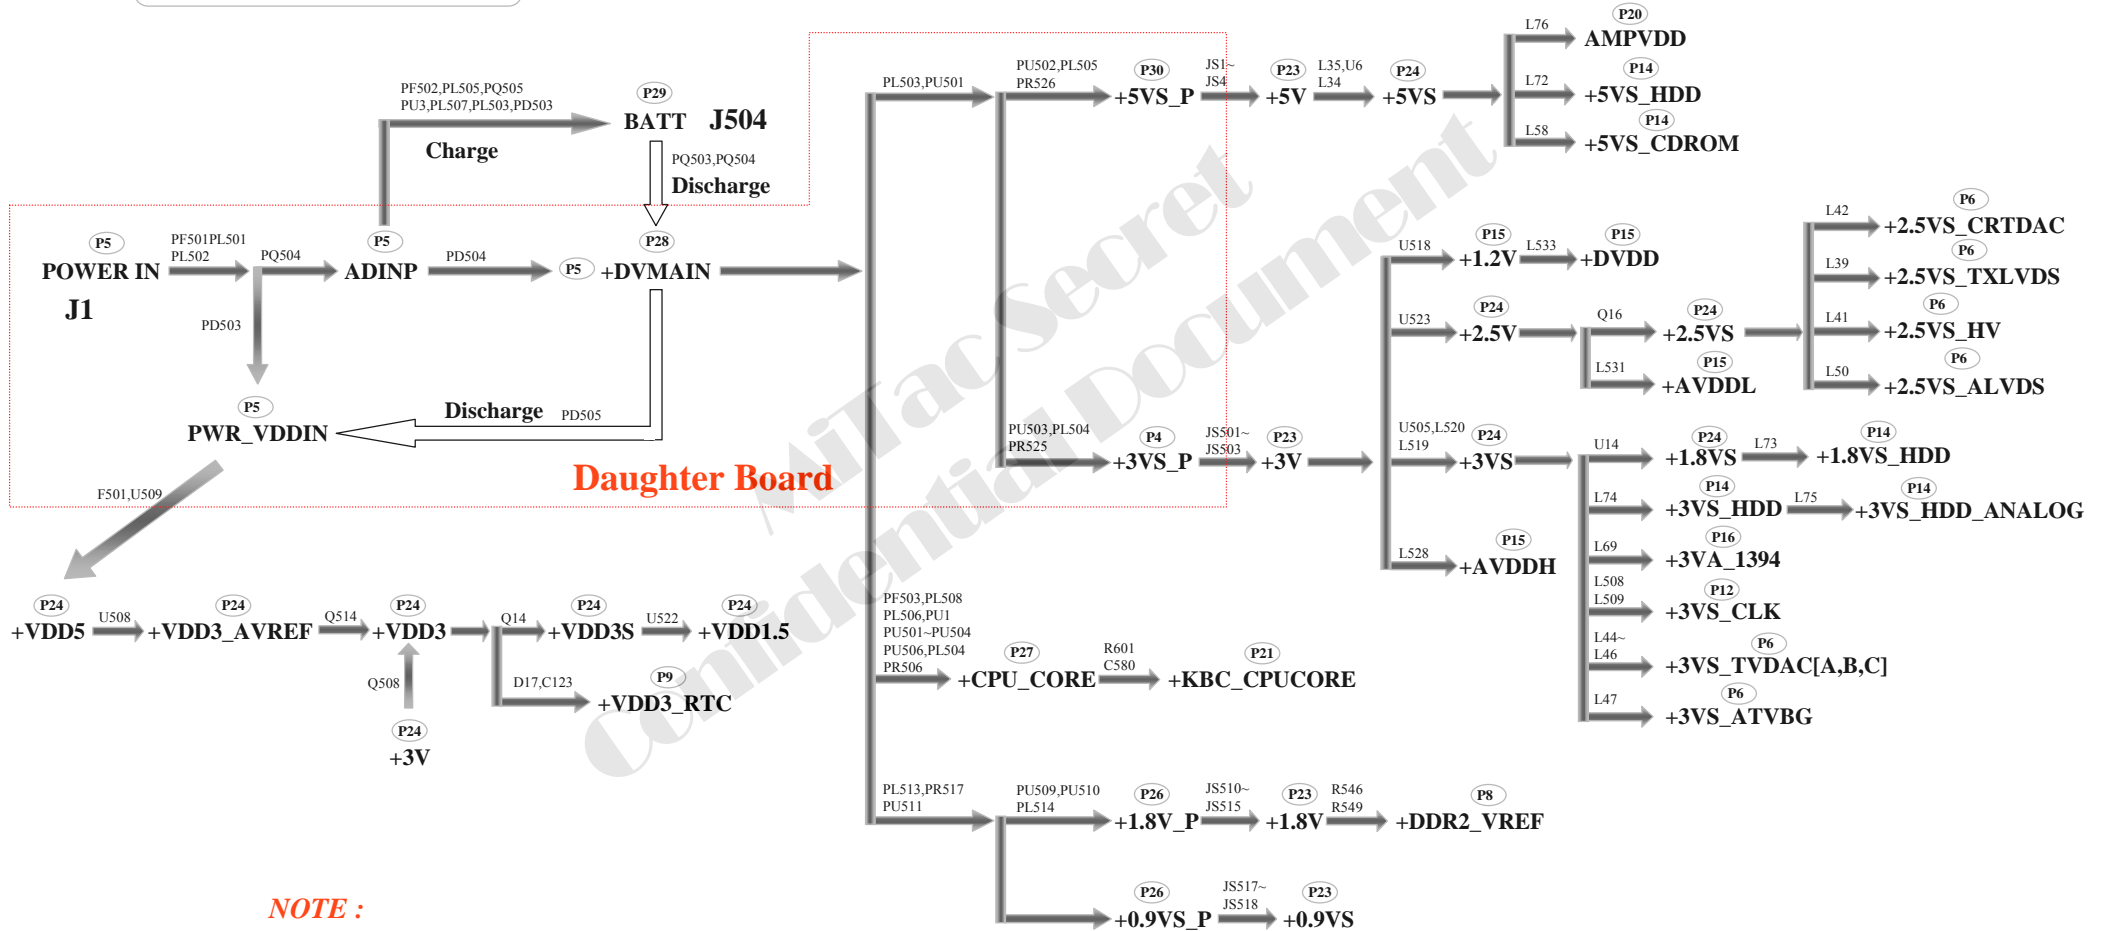 PF502,PL505,PQ505
PU3,PL507,PL503,PD503
P29
BATT J504
Charge
PQ503,PQ504
Discharge
P5
POWER IN
J1
PF501PL501
PL502
PQ504
P5
ADINP
PD504
P5
P28
+DVMAIN
PD503
P5
PWR_VDDIN
Discharge PD505
Daughter Board
F501,U509
P24
+VDD5
U508
P24
+VDD3_AVREF
Q514
P24
+VDD3
Q14
P24
+VDD3S
U522
P24
+VDD1.5
Q508
P24
+3V
D17,C123
P9
+VDD3_RTC
PL503,PU501
PU502,PL505
PR526
P30
+5VS_P
JS1~
JS4
P23
+5V
L35,U6
L34
P24
+5VS
L76
P20
AMPVDD
L72
P14
+5VS_HDD
L58
P14
+5VS_CDROM
PU503,PL504
PR525
P4
+3VS_P
JS501~
JS503
P23
+3V
U518
P15
+1.2V
L533
P15
+DVDD
U523
P24
+2.5V
Q16
P24
+2.5VS
L531
P15
+AVDDL
L42
P6
+2.5VS_CRTDAC
L39
P6
+2.5VS_TXLVDS
L41
P6
+2.5VS_HV
L50
P6
+2.5VS_ALVDS
U505,L520
L519
P24
+3VS
U14
P24
+1.8VS
L73
P14
+1.8VS_HDD
L74
P14
+3VS_HDD
L75
P14
+3VS_HDD_ANALOG
L69
P16
+3VA_1394
L508
L509
P12
+3VS_CLK
L44~
L46
P6
+3VS_TVDAC[A,B,C]
L47
P6
+3VS_ATVBG
L528
P15
+AVDDH
PF503,PL508
PL506,PU1
PU501~PU504
PU506,PL504
PR506
P27
+CPU_CORE
R601
C580
P21
+KBC_CPUCORE
PL513,PR517
PU511
PU509,PU510
PL514
P26
+1.8V_P
JS510~
JS515
P23
+1.8V
R546
R549
P8
+DDR2_VREF
P26
+0.9VS_P
JS517~
JS518
P23
+0.9VS
NOTE :
MiTac Secret
Confidential Document